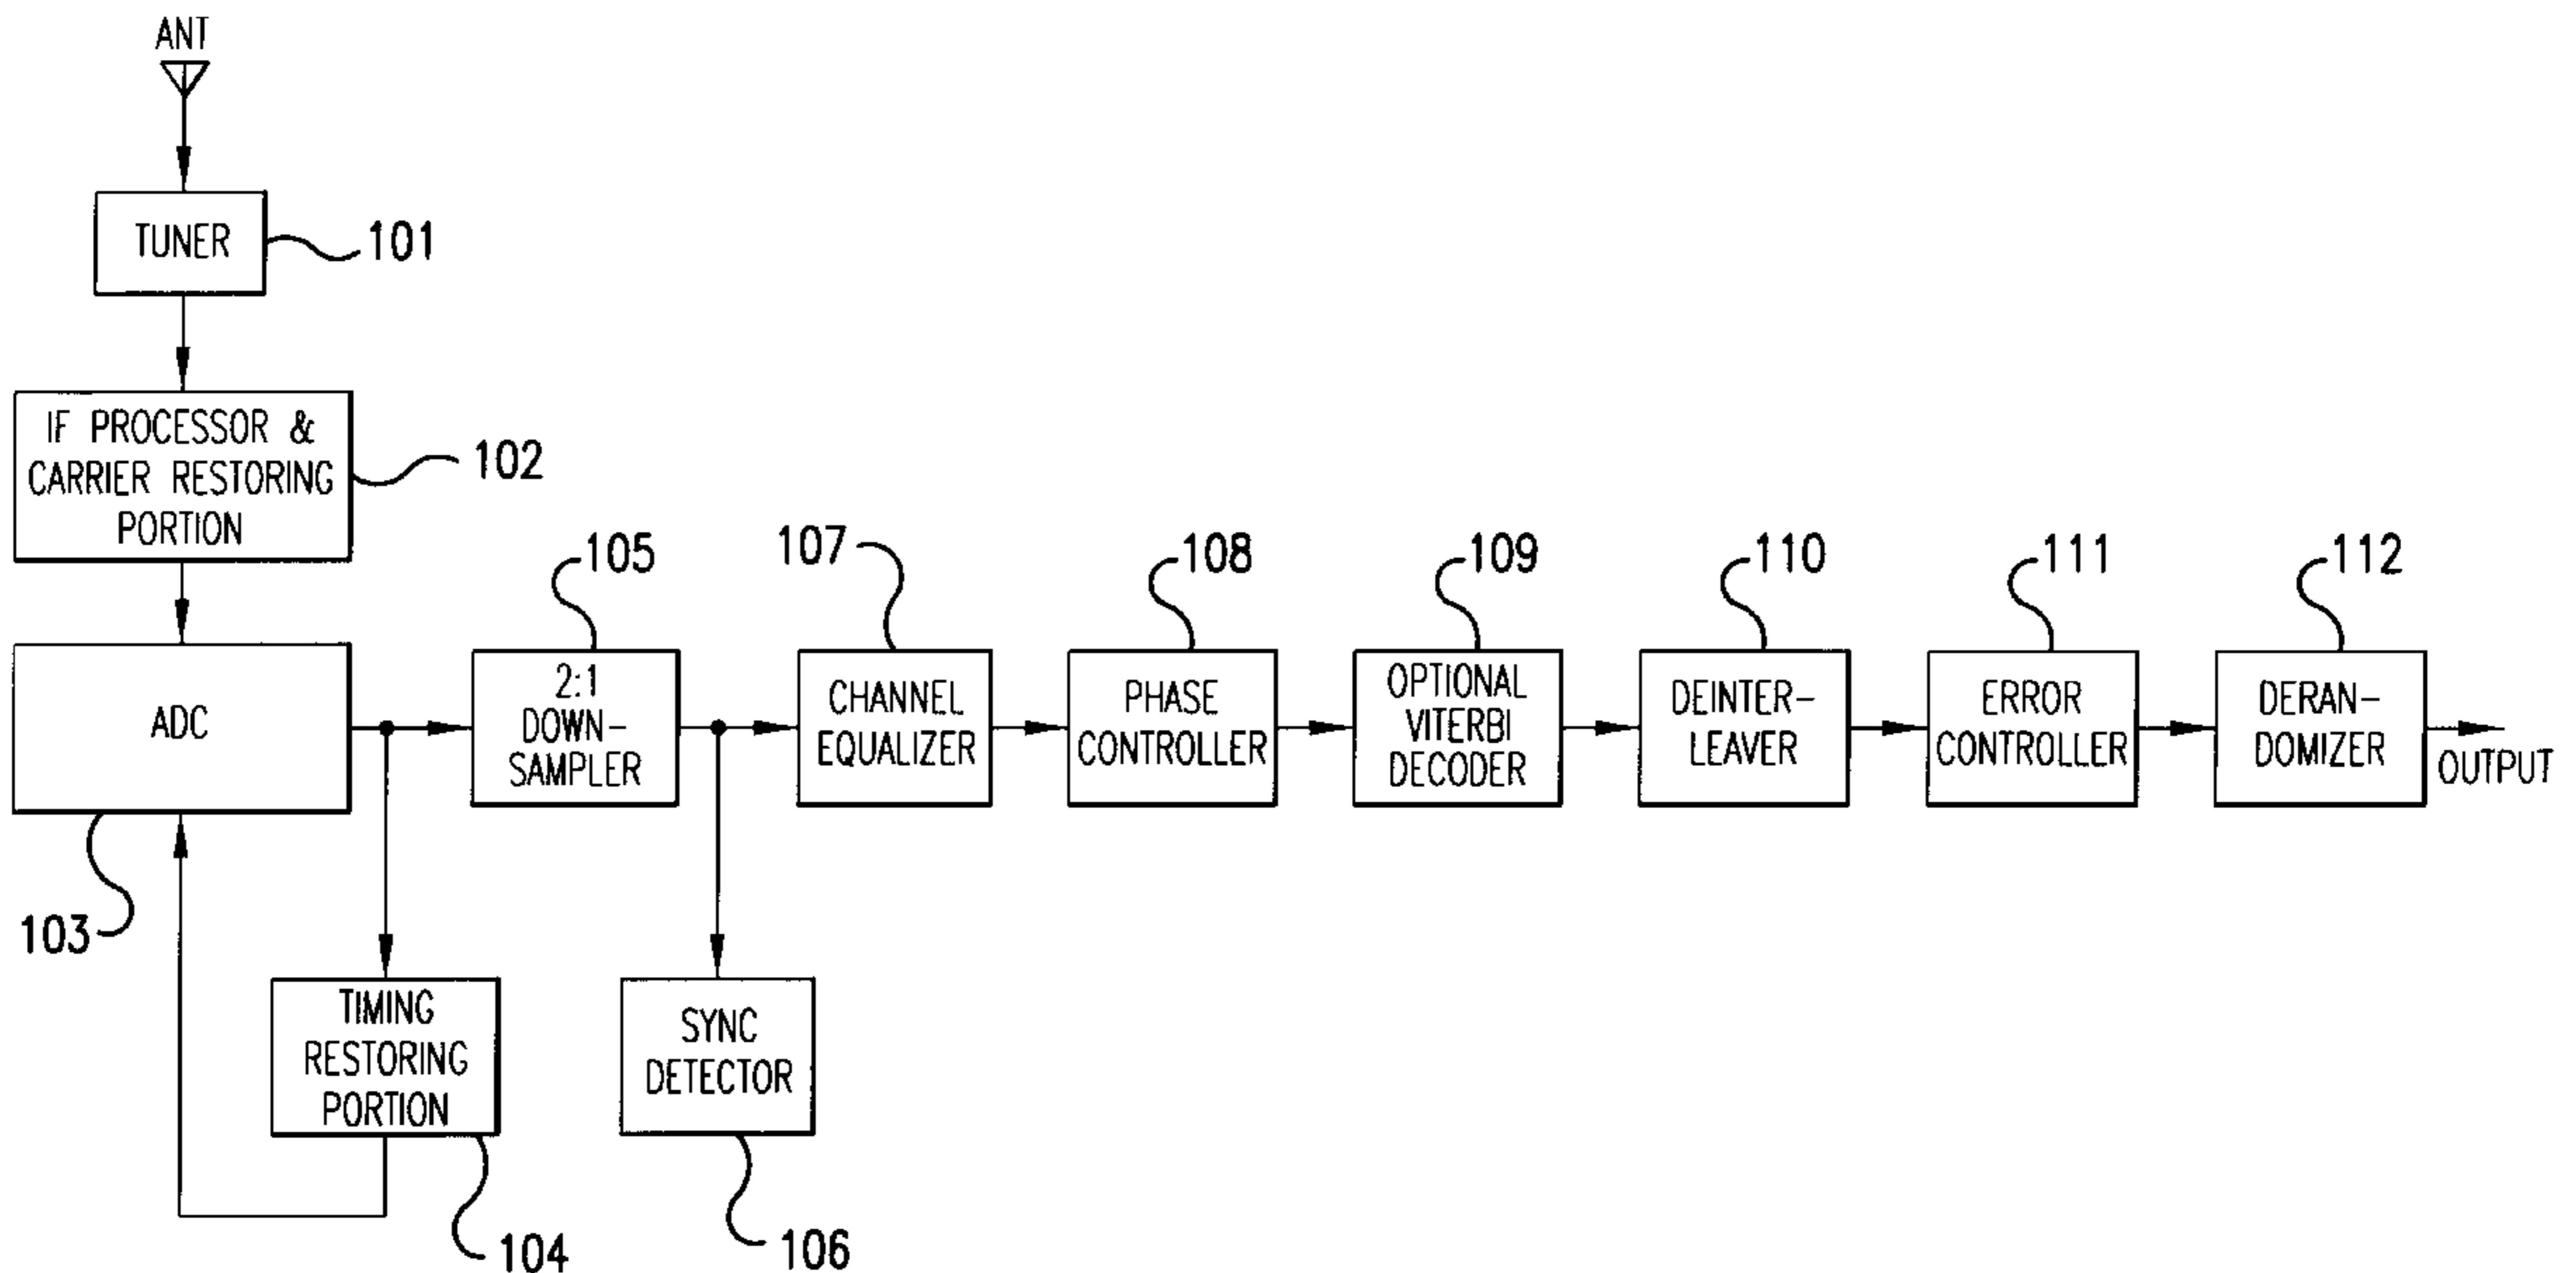 ANT
TUNER
101
IF PROCESSOR &
CARRIER RESTORING
PORTION
102
ADC
103
TIMING
RESTORING
PORTION
104
2:1
DOWN-
SAMPLER
105
SYNC
DETECTOR
106
CHANNEL
EQUALIZER
107
PHASE
CONTROLLER
108
OPTIONAL
VITERBI
DECODER
109
DEINTER-
LEAVER
110
ERROR
CONTROLLER
111
DERAN-
DOMIZER
112
OUTPUT